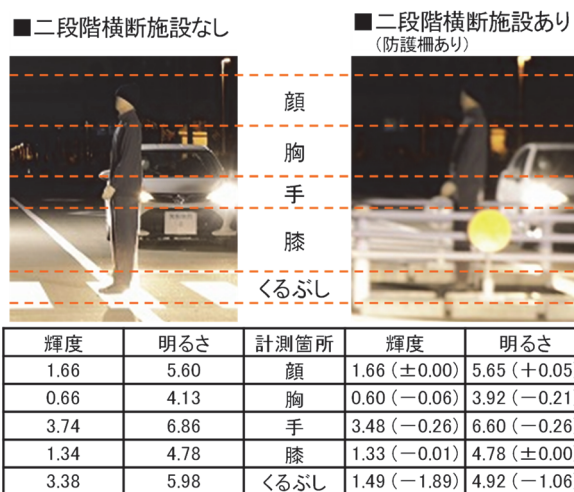 ■二段階横断施設なし
■二段階横断施設あり
（防護柵あり）
顔
胸
手
膝
くるぶし
輝度 明るさ 計測箇所 輝度 明るさ
1.66 5.60 顔 1.66（±0.00） 5.65（＋0.05
0.66 4.13 胸 0.60（－0.06） 3.92（－0.21
3.74 6.86 手 3.48（－0.26） 6.60（－0.26
1.34 4.78 膝 1.33（－0.01） 4.78（±0.00
3.38 5.98 くるぶし 1.49（－1.89） 4.92（－1.06